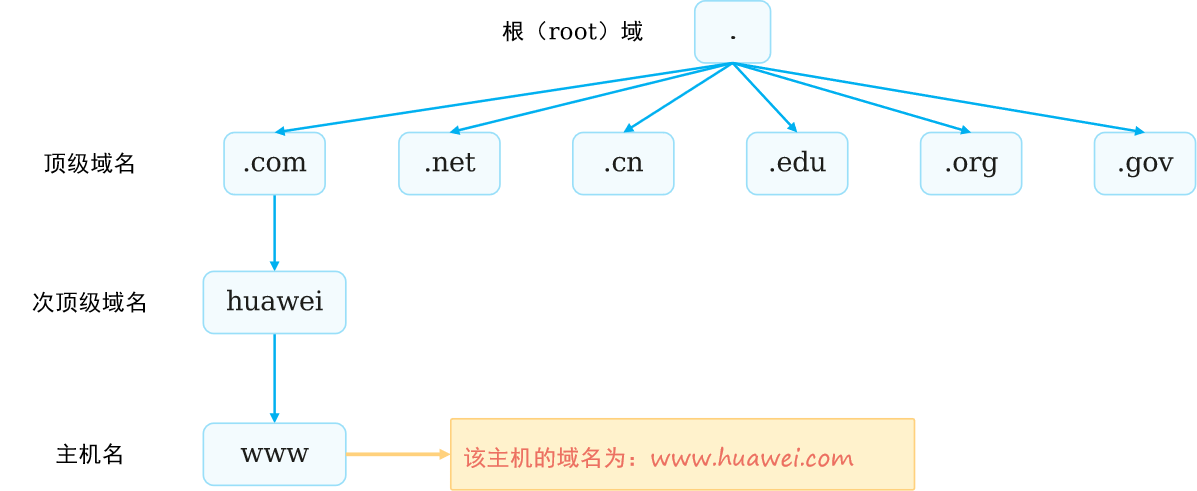 根（root）域
.
顶级域名
.com
.net
.cn
.edu
.org
.gov
次顶级域名
huawei
主机名
www
该主机的域名为：www.huawei.com